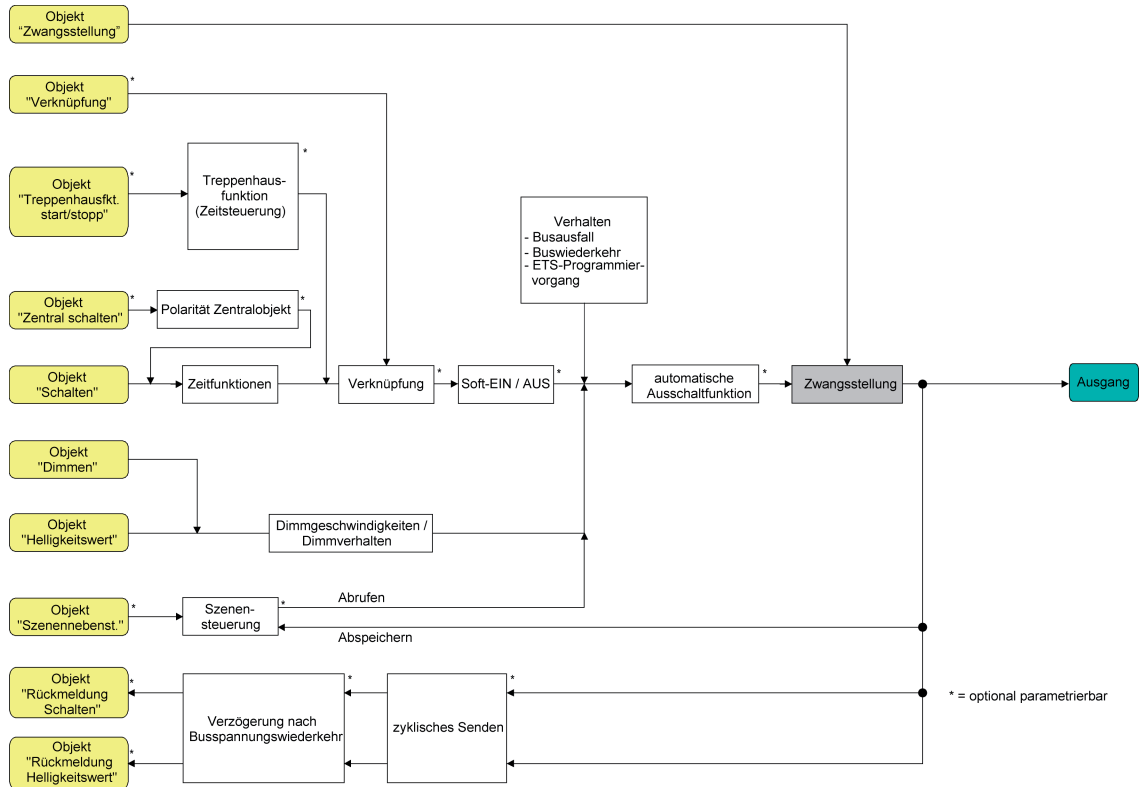 Objekt
“Zwangsstellung”
Objekt
"Verknüpfung"
*
Objekt
"Treppenhausfkt.
start/stopp"
*
Treppenhaus-
funktion
(Zeitsteuerung)
*
Verhalten
- Busausfall
- Buswiederkehr
- ETS-Programmier-
vorgang
Objekt
"Zentral schalten"
*
Polarität Zentralobjekt
*
Objekt
"Schalten"
Zeitfunktionen
Verknüpfung
*
Soft-EIN / AUS
*
automatische
Ausschaltfunktion
*
Zwangsstellung
Ausgang
Objekt
"Dimmen"
Objekt
"Helligkeitswert"
Dimmgeschwindigkeiten /
Dimmverhalten
Objekt
"Szenennebenst."
*
Szenen-
steuerung
*
Abrufen
Abspeichern
Objekt
"Rückmeldung
Schalten"
*
Objekt
"Rückmeldung
Helligkeitswert"
*
Verzögerung nach
Busspannungswiederkehr
*
zyklisches Senden
*
* = optional parametrierbar